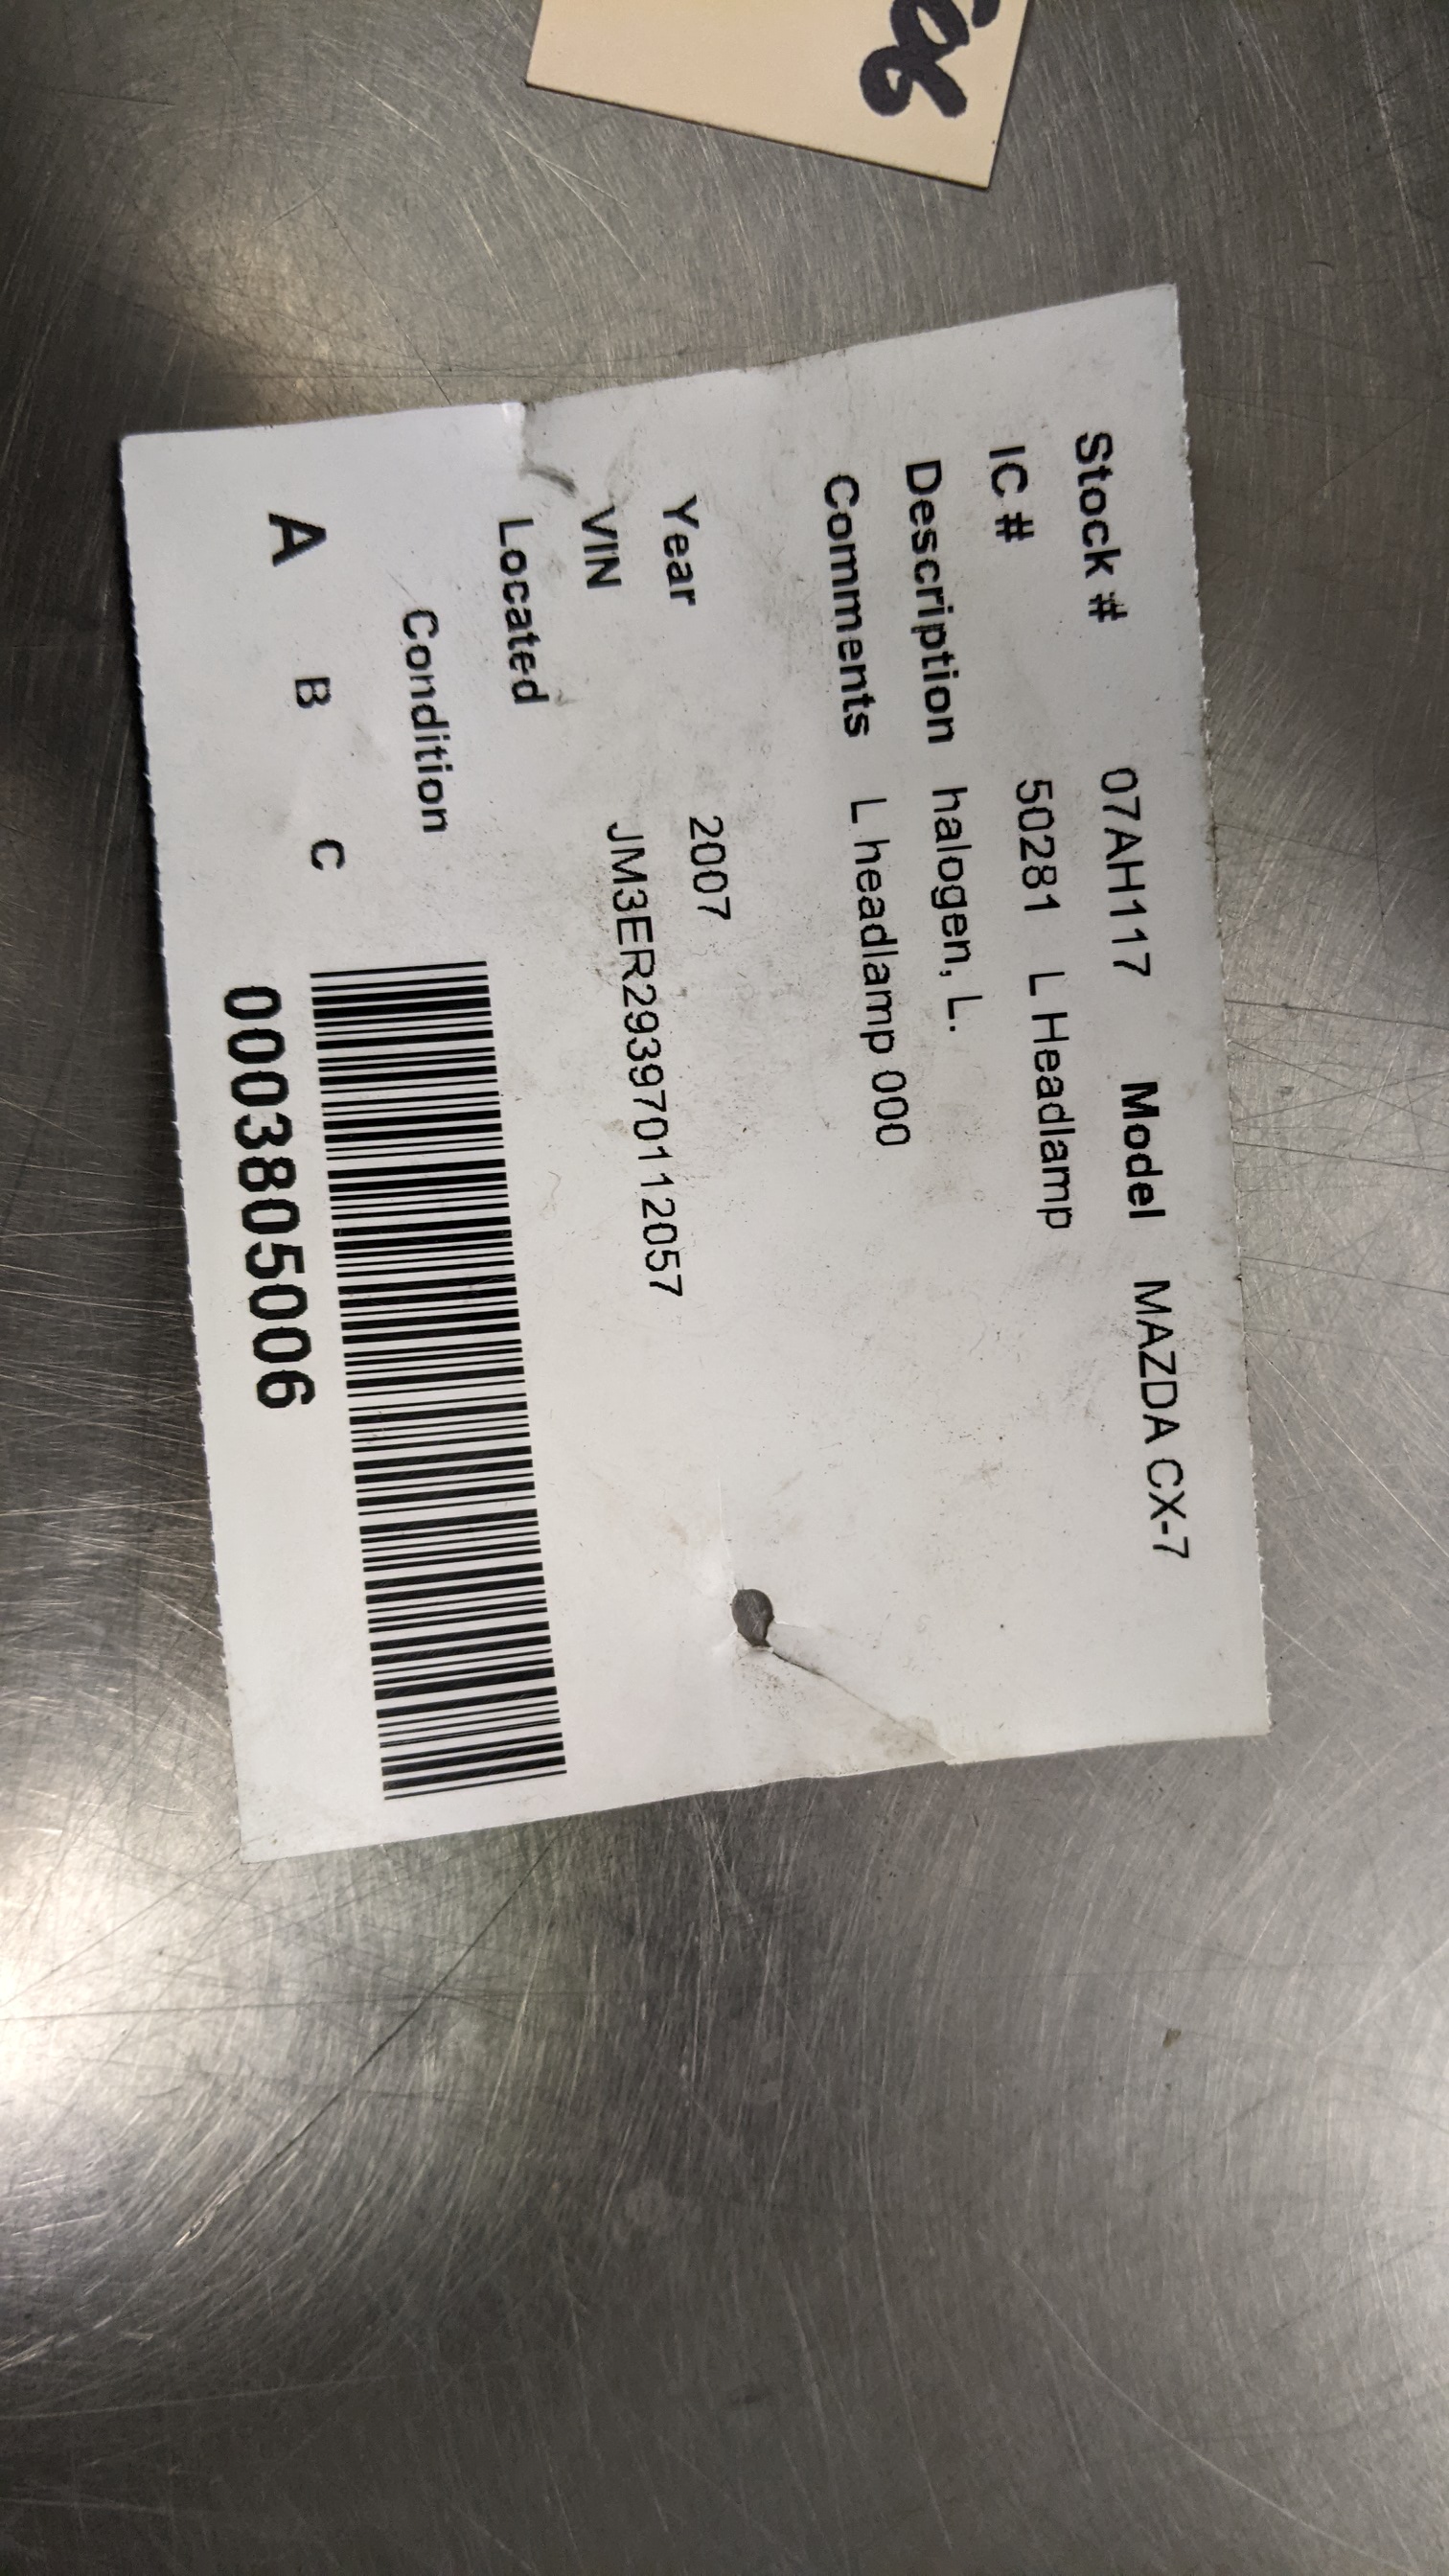 Stock # 07AH117 Model MAZDA CX-7
IC # 50281 L Headlamp
Description halogen, L.
Comments L headlamp 000
Year 2007
VIN JM3ER293970112057
Located
Condition
A B C
0003805006